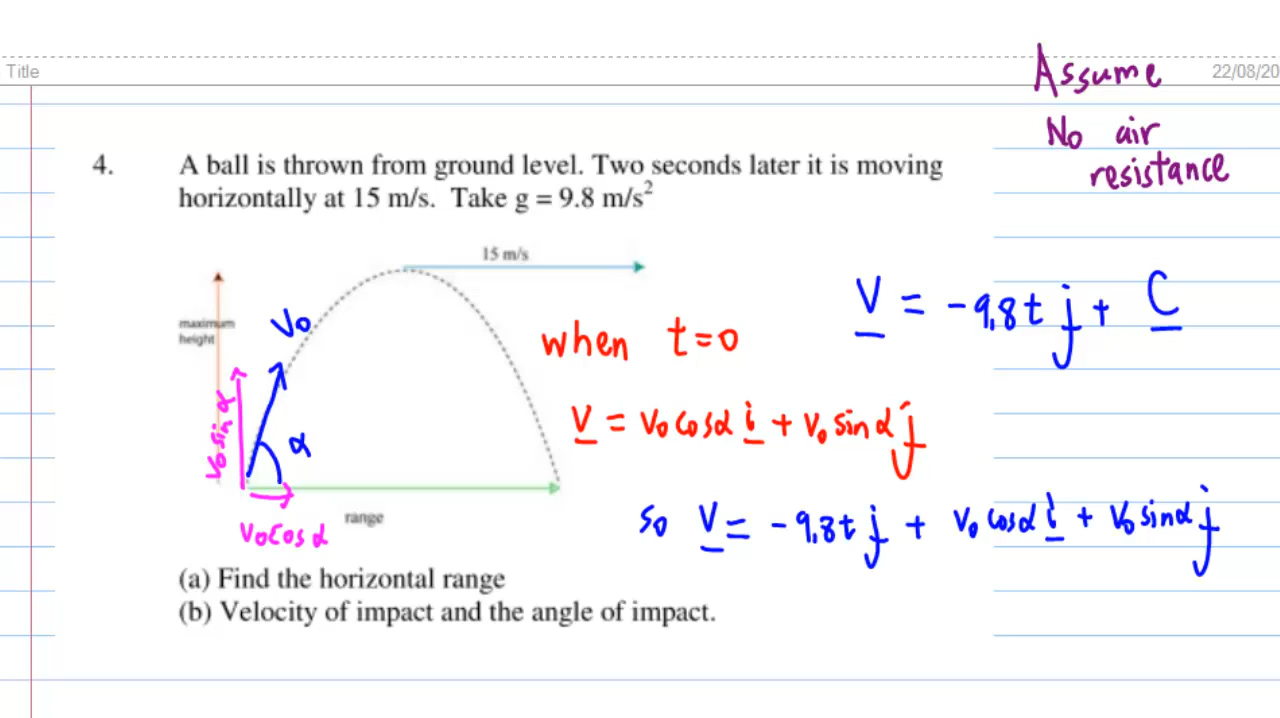 Title
22/08/20
Assume
No air
resistance
4. A ball is thrown from ground level. Two seconds later it is moving
horizontally at 15 m/s. Take g = 9.8 m/s²
15 m/s
maximum
height
V₀
α
V₀ sin α
V₀ cos α
range
V = -9.8t j + C
when t=0
V = V₀ cos α i + V₀ sin α j
so V = -9.8t j + V₀ cos α i + V₀ sin α j
(a) Find the horizontal range
(b) Velocity of impact and the angle of impact.